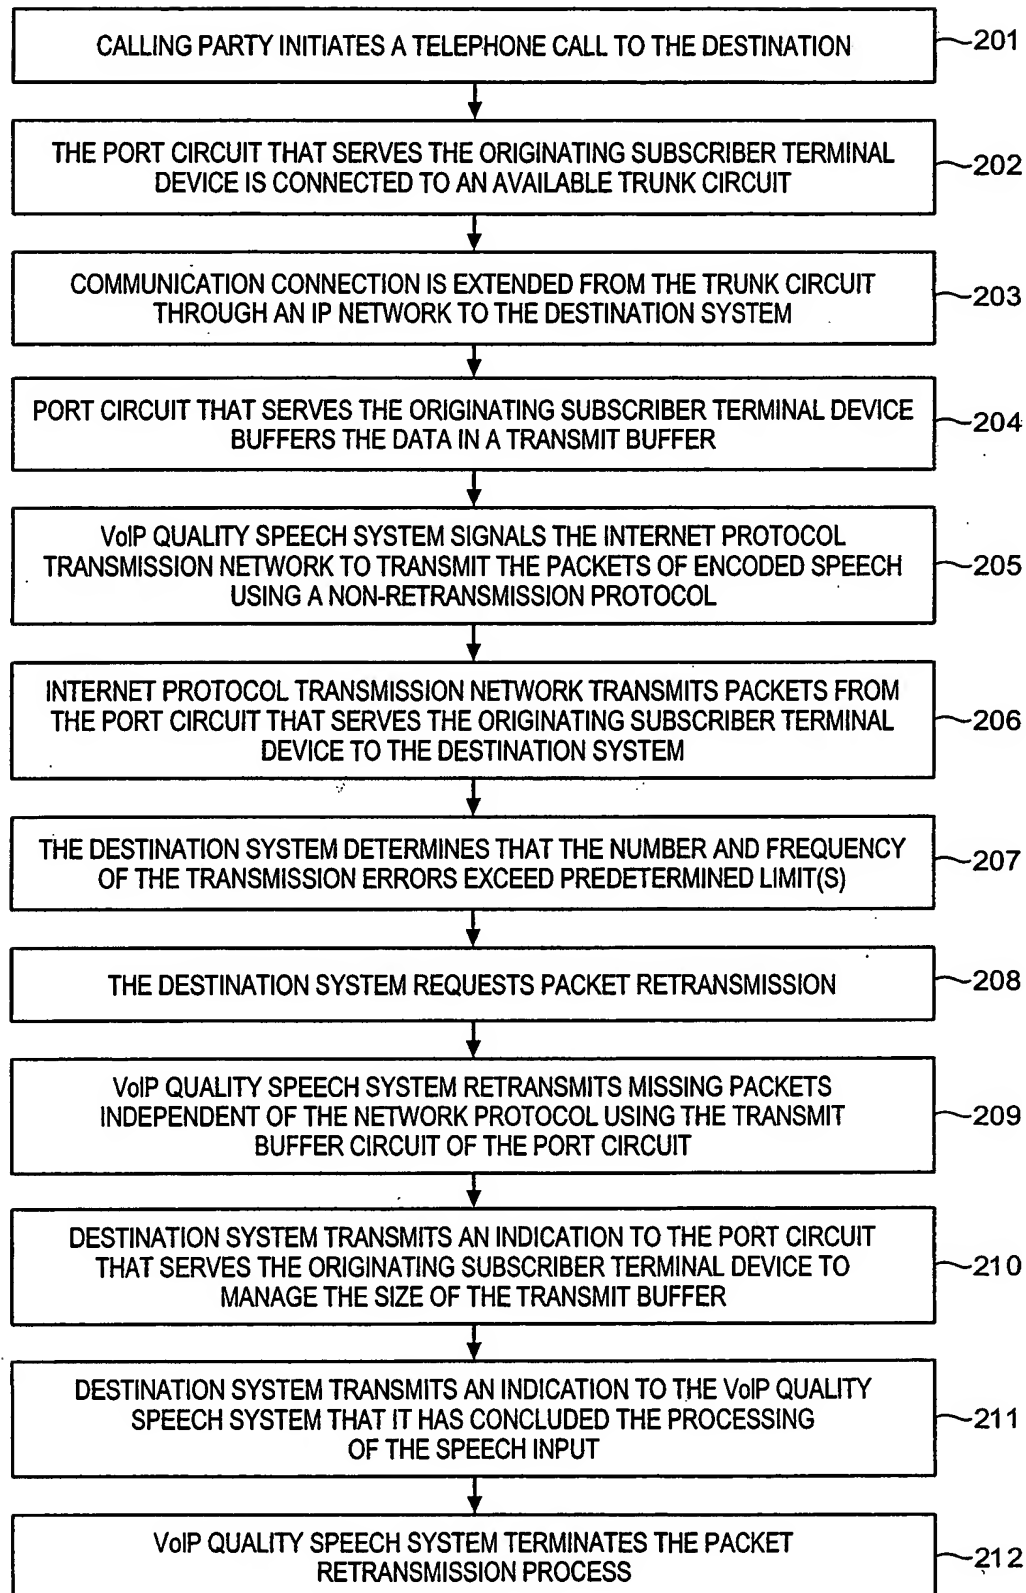 CALLING PARTY INITIATES A TELEPHONE CALL TO THE DESTINATION
201
THE PORT CIRCUIT THAT SERVES THE ORIGINATING SUBSCRIBER TERMINAL
DEVICE IS CONNECTED TO AN AVAILABLE TRUNK CIRCUIT
202
COMMUNICATION CONNECTION IS EXTENDED FROM THE TRUNK CIRCUIT
THROUGH AN IP NETWORK TO THE DESTINATION SYSTEM
203
PORT CIRCUIT THAT SERVES THE ORIGINATING SUBSCRIBER TERMINAL DEVICE
BUFFERS THE DATA IN A TRANSMIT BUFFER
204
VoIP QUALITY SPEECH SYSTEM SIGNALS THE INTERNET PROTOCOL
TRANSMISSION NETWORK TO TRANSMIT THE PACKETS OF ENCODED SPEECH
USING A NON-RETRANSMISSION PROTOCOL
205
INTERNET PROTOCOL TRANSMISSION NETWORK TRANSMITS PACKETS FROM
THE PORT CIRCUIT THAT SERVES THE ORIGINATING SUBSCRIBER TERMINAL
DEVICE TO THE DESTINATION SYSTEM
206
THE DESTINATION SYSTEM DETERMINES THAT THE NUMBER AND FREQUENCY
OF THE TRANSMISSION ERRORS EXCEED PREDETERMINED LIMIT(S)
207
THE DESTINATION SYSTEM REQUESTS PACKET RETRANSMISSION
208
VoIP QUALITY SPEECH SYSTEM RETRANSMITS MISSING PACKETS
INDEPENDENT OF THE NETWORK PROTOCOL USING THE TRANSMIT
BUFFER CIRCUIT OF THE PORT CIRCUIT
209
DESTINATION SYSTEM TRANSMITS AN INDICATION TO THE PORT CIRCUIT
THAT SERVES THE ORIGINATING SUBSCRIBER TERMINAL DEVICE TO
MANAGE THE SIZE OF THE TRANSMIT BUFFER
210
DESTINATION SYSTEM TRANSMITS AN INDICATION TO THE VoIP QUALITY
SPEECH SYSTEM THAT IT HAS CONCLUDED THE PROCESSING
OF THE SPEECH INPUT
211
VoIP QUALITY SPEECH SYSTEM TERMINATES THE PACKET
RETRANSMISSION PROCESS
212